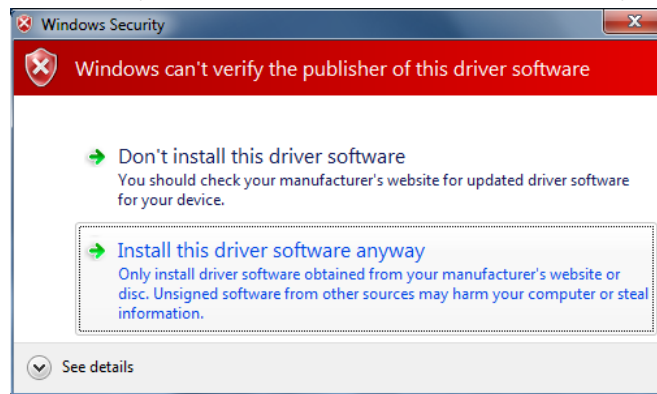 Windows Security
Windows can't verify the publisher of this driver software
Don't install this driver software
You should check your manufacturer's website for updated driver software
for your device.
Install this driver software anyway
Only install driver software obtained from your manufacturer's website or
disc. Unsigned software from other sources may harm your computer or steal
information.
See details